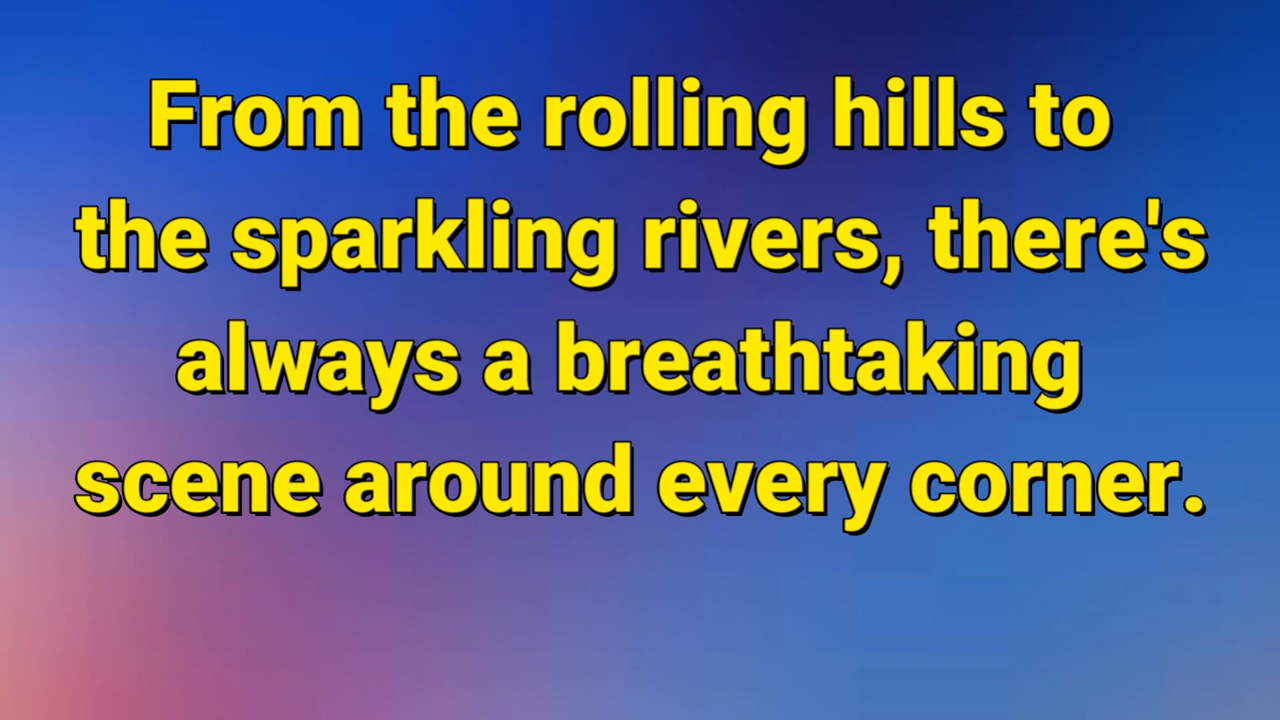 From the rolling hills to
the sparkling rivers, there's
always a breathtaking
scene around every corner.